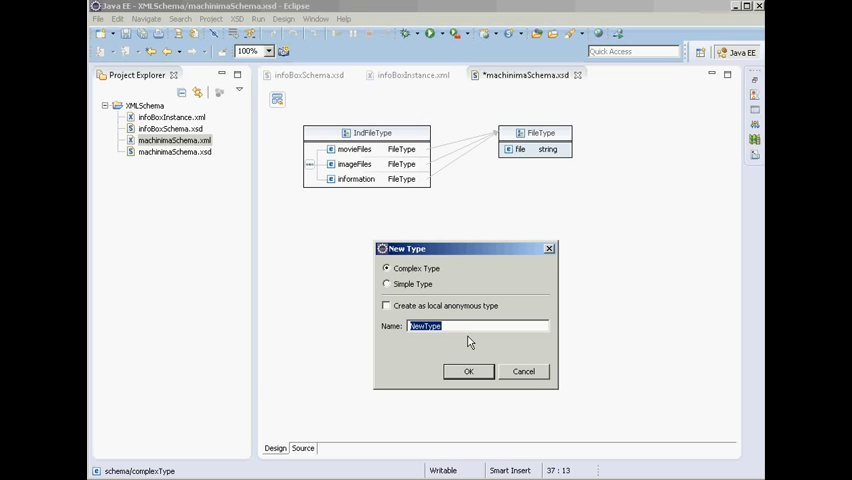 Java EE - XMLSchema/machinimaSchema.xsd - Eclipse
File Edit Navigate Search Project XSD Run Design Window Help
100%
Quick Access
Java EE
Project Explorer
infoBoxSchema.xsd
infoBoxInstance.xml
*machinimaSchema.xsd
XMLSchema
infoBoxInstance.xml
infoBoxSchema.xsd
machinimaSchema.xml
machinimaSchema.xsd
IndFileType
movieFiles FileType
imageFiles FileType
information FileType
FileType
file string
New Type
Complex Type
Simple Type
Create as local anonymous type
Name: NewType
OK Cancel
Design Source
schema/complexType
Writable
Smart Insert
37 : 13